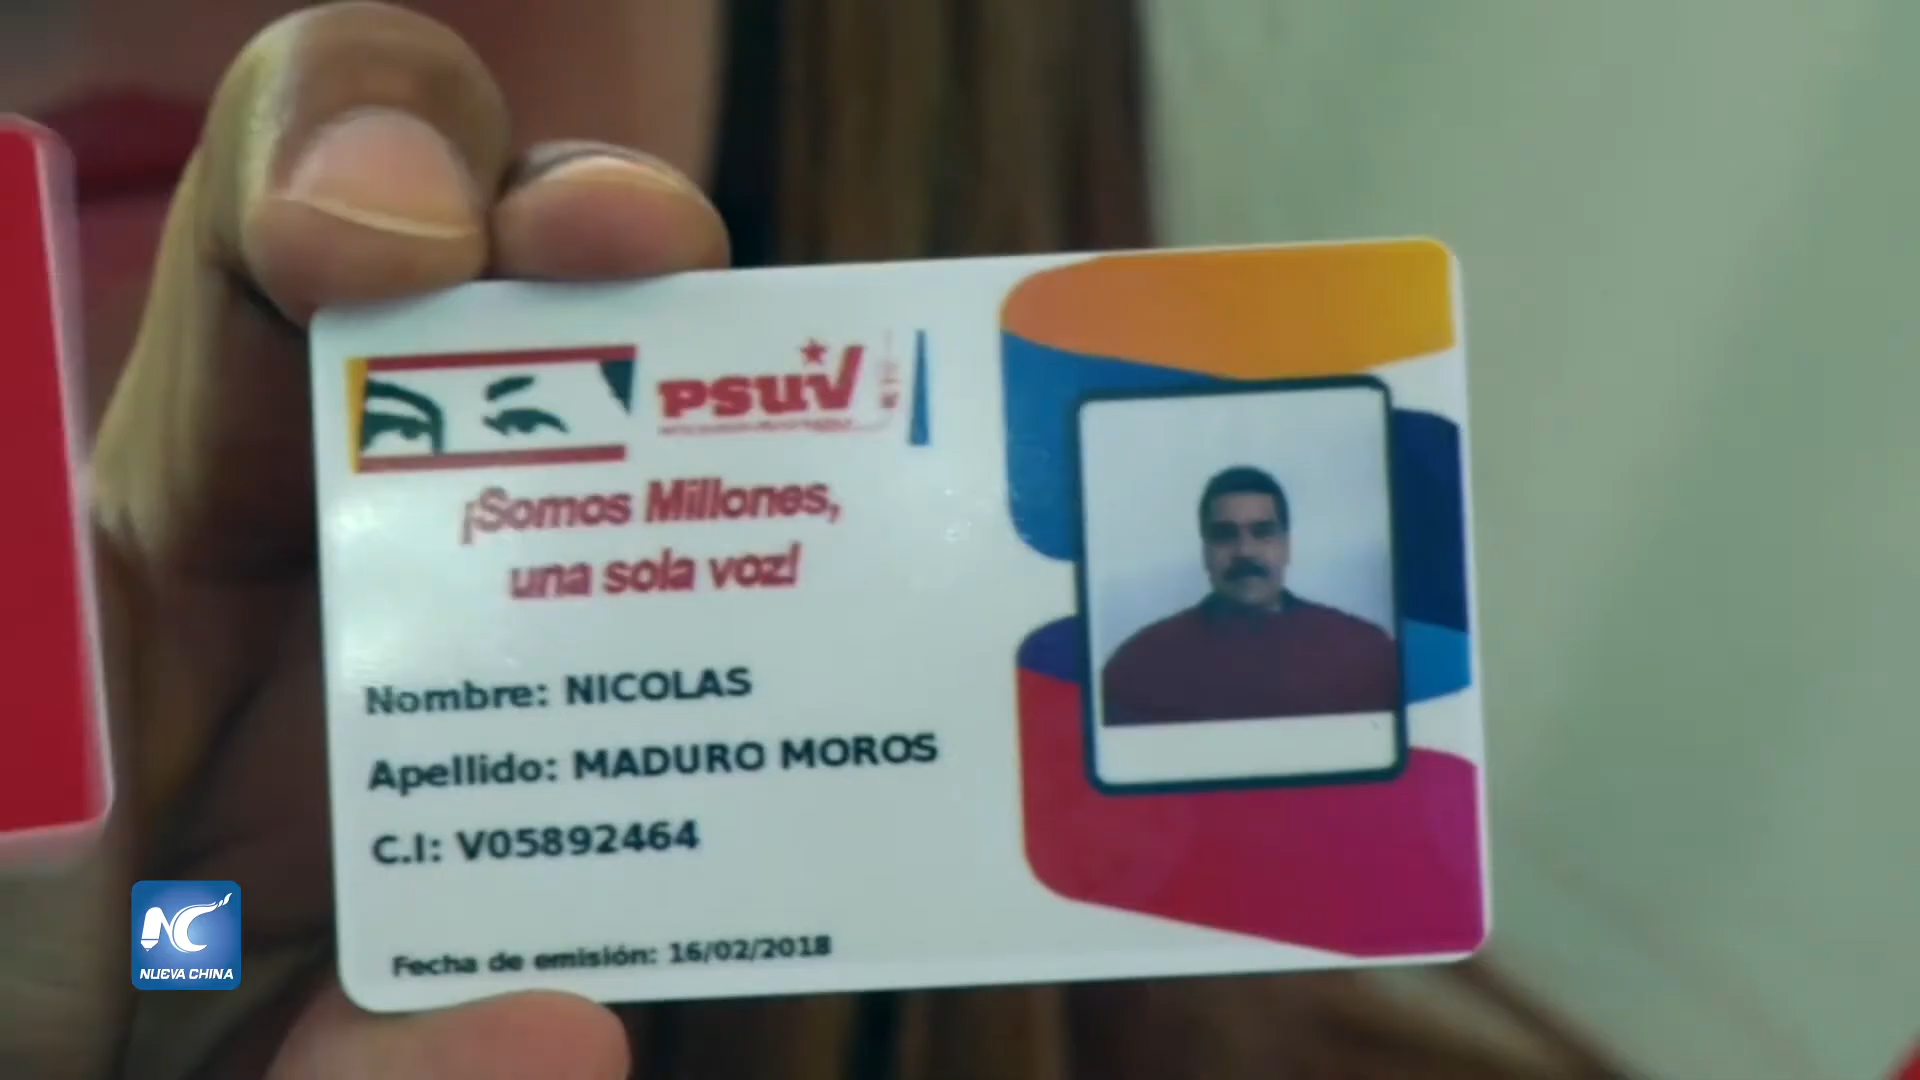 PSUV
¡Somos Millones,
una sola voz!
Nombre: NICOLAS
Apellido: MADURO MOROS
C.I: V05892464
Fecha de emisión: 16/02/2018
NC
NUEVA CHINA